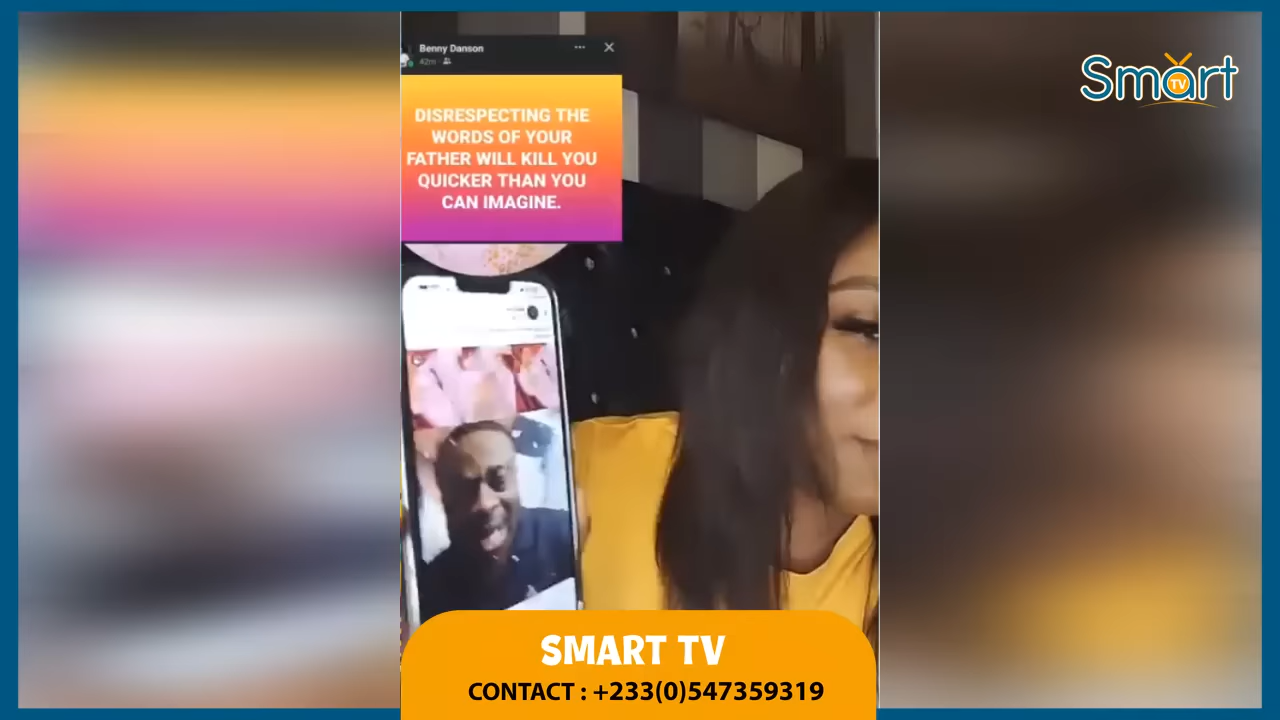 Benny Danson
42m
DISRESPECTING THE
WORDS OF YOUR
FATHER WILL KILL YOU
QUICKER THAN YOU
CAN IMAGINE.
Smart
TV
SMART TV
CONTACT : +233(0)547359319